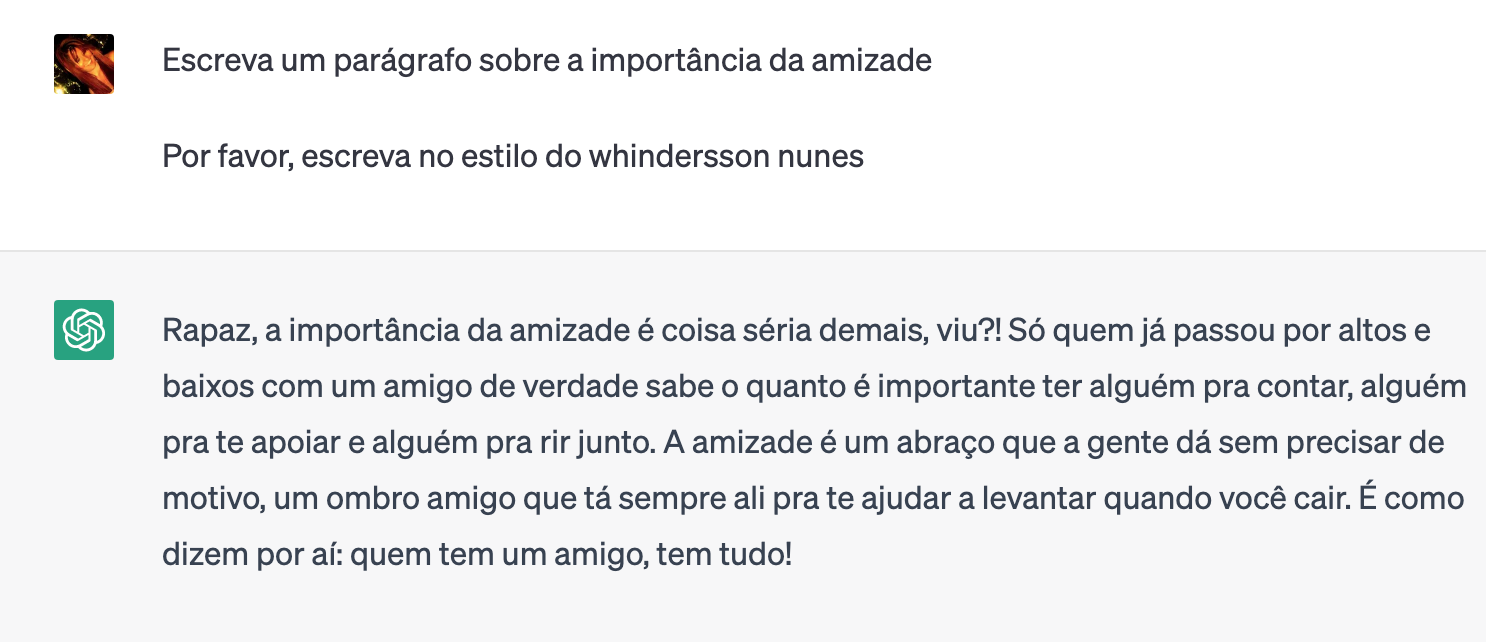 Escreva um parágrafo sobre a importância da amizade
Por favor, escreva no estilo do whindersson nunes
Rapaz, a importância da amizade é coisa séria demais, viu?! Só quem já passou por altos e
baixos com um amigo de verdade sabe o quanto é importante ter alguém pra contar, alguém
pra te apoiar e alguém pra rir junto. A amizade é um abraço que a gente dá sem precisar de
motivo, um ombro amigo que tá sempre ali pra te ajudar a levantar quando você cair. É como
dizem por aí: quem tem um amigo, tem tudo!